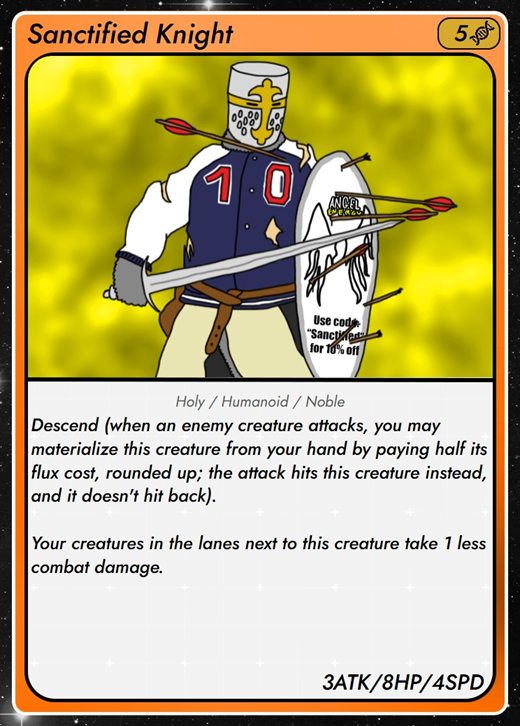 Sanctified Knight
5
1 0
ANGEL
ENERGY
Use code:
"Sanctified"
for 18% off
Holy / Humanoid / Noble
Descend (when an enemy creature attacks, you may
materialize this creature from your hand by paying half its
flux cost, rounded up; the attack hits this creature instead,
and it doesn't hit back).
Your creatures in the lanes next to this creature take 1 less
combat damage.
3ATK/8HP/4SPD